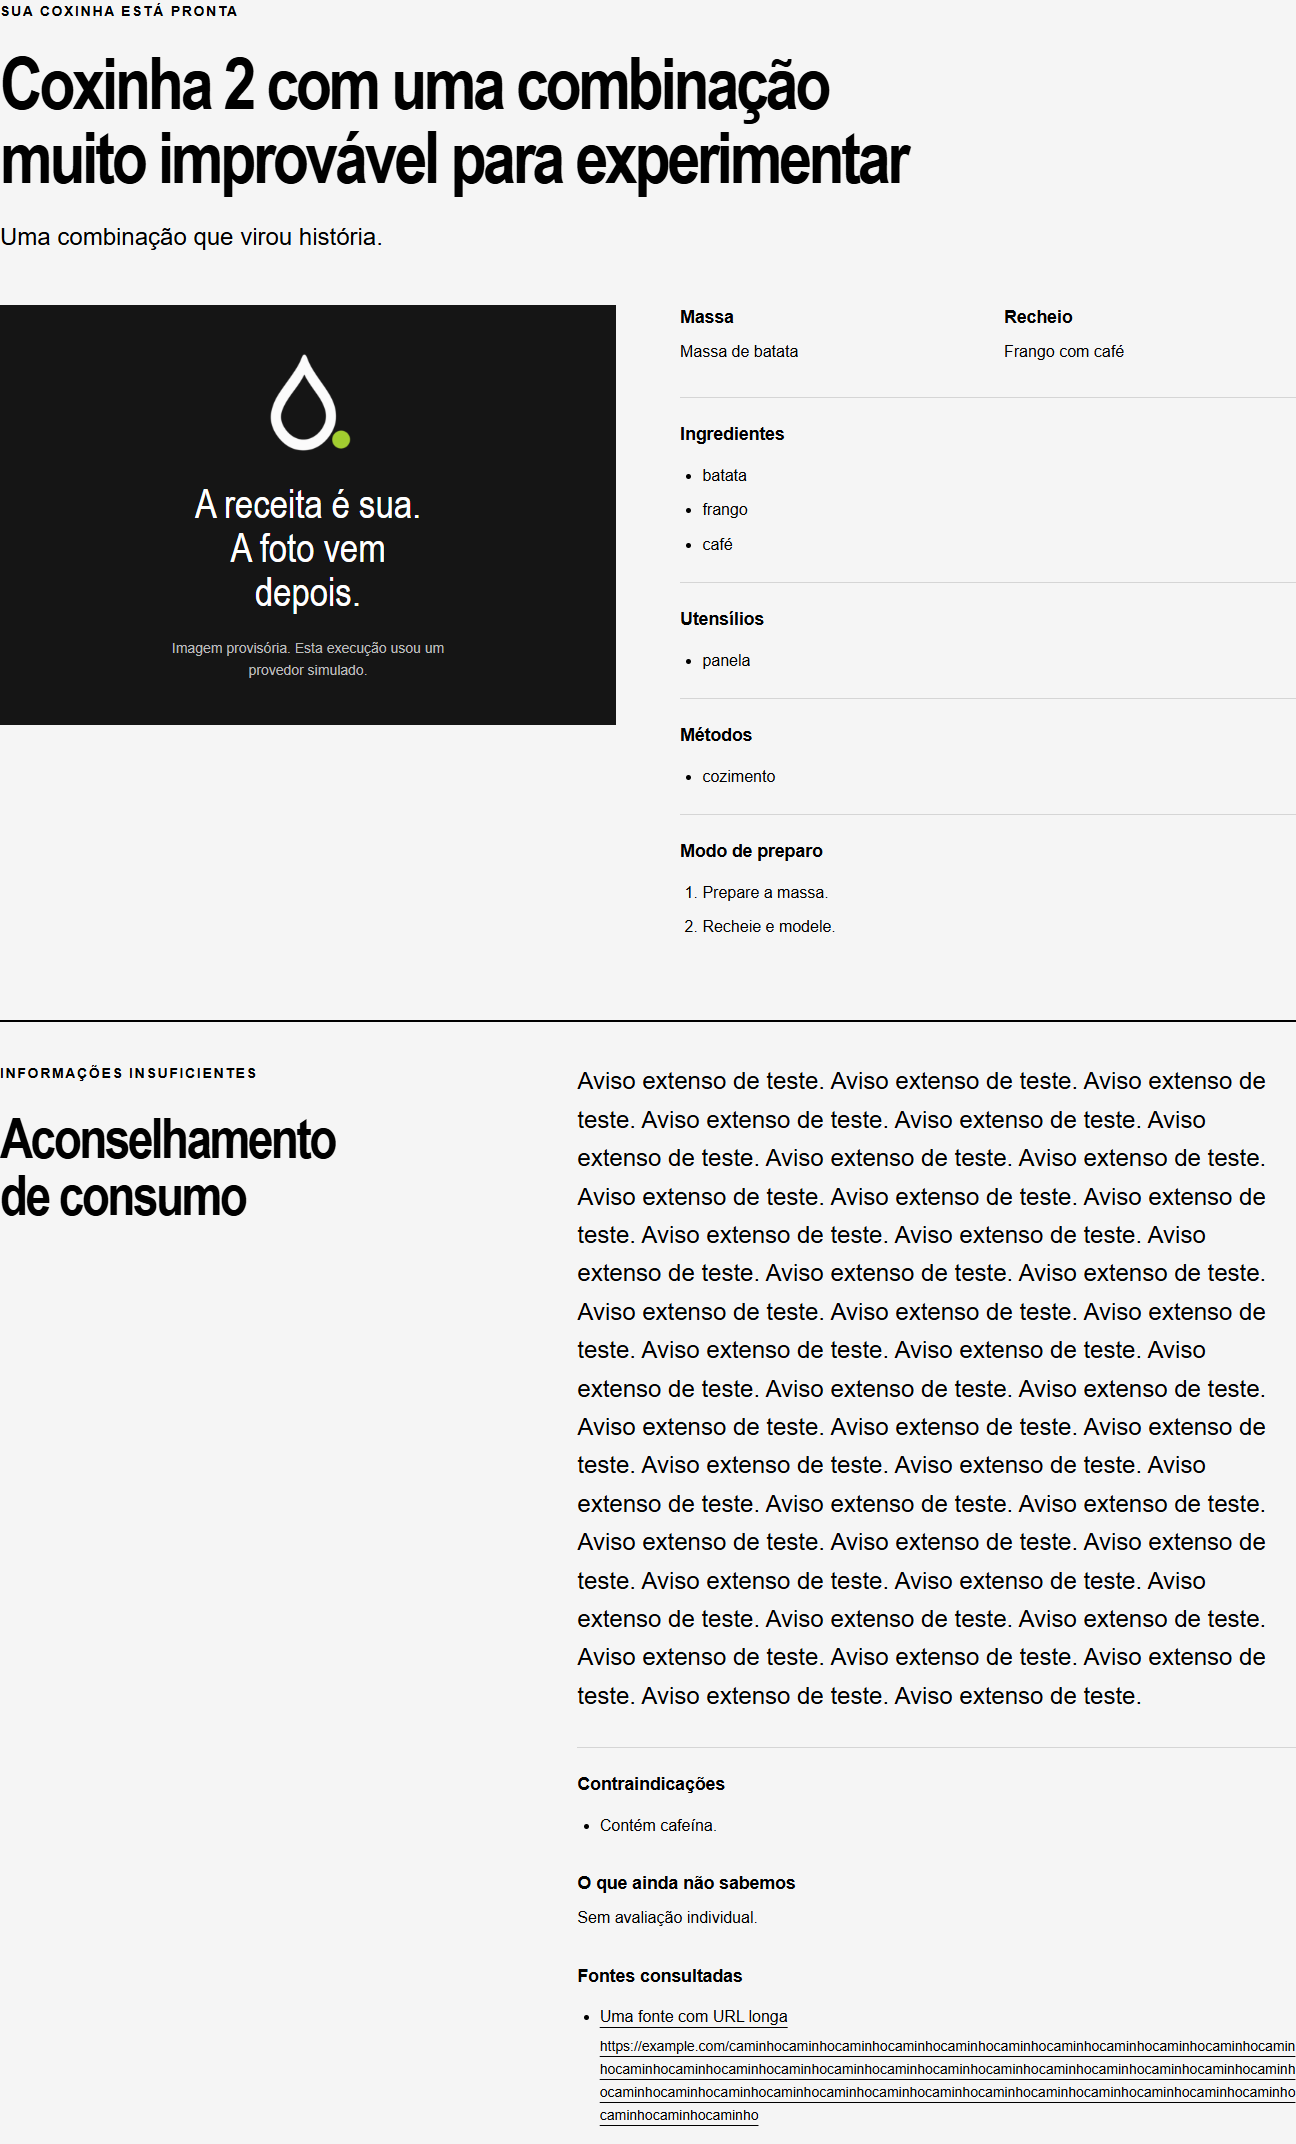 SUA COXINHA ESTÁ PRONTA
Coxinha 2 com uma combinação
muito improvável para experimentar
Uma combinação que virou história.
A receita é sua.
A foto vem
depois.
Imagem provisória. Esta execução usou um
provedor simulado.
Massa
Massa de batata
Recheio
Frango com café
Ingredientes
• batata
• frango
• café
Utensílios
• panela
Métodos
• cozimento
Modo de preparo
1. Prepare a massa.
2. Recheie e modele.
INFORMAÇÕES INSUFICIENTES
Aconselhamento
de consumo
Aviso extenso de teste. Aviso extenso de teste. Aviso extenso de
teste. Aviso extenso de teste. Aviso extenso de teste. Aviso
extenso de teste. Aviso extenso de teste. Aviso extenso de teste.
Aviso extenso de teste. Aviso extenso de teste. Aviso extenso de
teste. Aviso extenso de teste. Aviso extenso de teste. Aviso
extenso de teste. Aviso extenso de teste. Aviso extenso de teste.
Aviso extenso de teste. Aviso extenso de teste. Aviso extenso de
teste. Aviso extenso de teste. Aviso extenso de teste. Aviso
extenso de teste. Aviso extenso de teste. Aviso extenso de teste.
Aviso extenso de teste. Aviso extenso de teste. Aviso extenso de
teste. Aviso extenso de teste. Aviso extenso de teste. Aviso
extenso de teste. Aviso extenso de teste. Aviso extenso de teste.
Aviso extenso de teste. Aviso extenso de teste. Aviso extenso de
teste. Aviso extenso de teste. Aviso extenso de teste. Aviso
extenso de teste. Aviso extenso de teste. Aviso extenso de teste.
Aviso extenso de teste. Aviso extenso de teste. Aviso extenso de
teste. Aviso extenso de teste. Aviso extenso de teste.
Contraindicações
• Contém cafeína.
O que ainda não sabemos
Sem avaliação individual.
Fontes consultadas
• Uma fonte com URL longa
https://example.com/caminhocaminhocaminhocaminhocaminhocaminhocaminhocaminhocaminhocaminhocamin
hocaminhocaminhocaminhocaminhocaminhocaminhocaminhocaminhocaminhocaminhocaminhocaminhocaminh
ocaminhocaminhocaminhocaminhocaminhocaminhocaminhocaminhocaminhocaminhocaminhocaminhocaminho
caminhocaminhocaminho